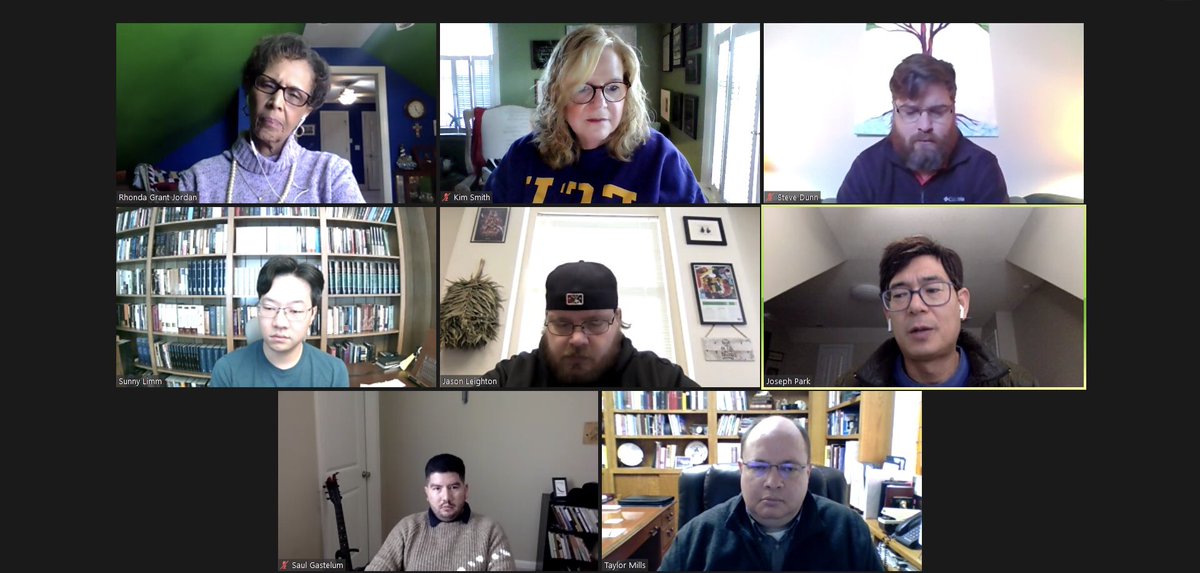 Rhonda Grant Jordan
Kim Smith
Steve Dunn
Sunny Limm
Jason Leighton
Joseph Park
Saul Gastelum
Taylor Mills